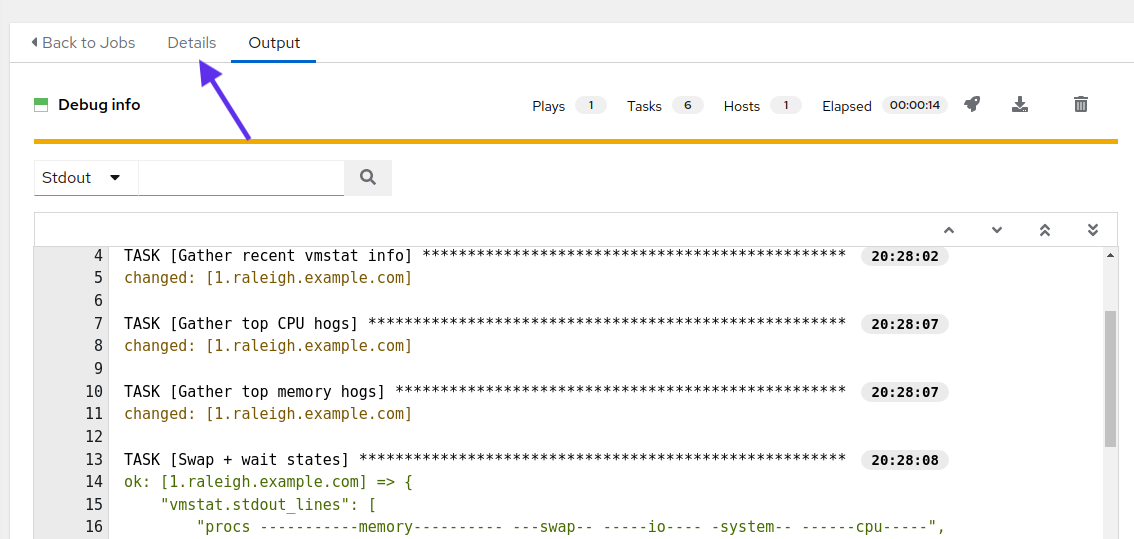 Back to Jobs Details Output
Debug info Plays 1 Tasks 6 Hosts 1 Elapsed 00:00:14
Stdout
4 TASK [Gather recent vmstat info] *********************************************** 20:28:02
5 changed: [1.raleigh.example.com]
6
7 TASK [Gather top CPU hogs] ***************************************************** 20:28:07
8 changed: [1.raleigh.example.com]
9
10 TASK [Gather top memory hogs] ************************************************** 20:28:07
11 changed: [1.raleigh.example.com]
12
13 TASK [Swap + wait states] ****************************************************** 20:28:08
14 ok: [1.raleigh.example.com] => {
15 "vmstat.stdout_lines": [
16 "procs -----------memory---------- ---swap-- -----io---- -system-- ------cpu-----",